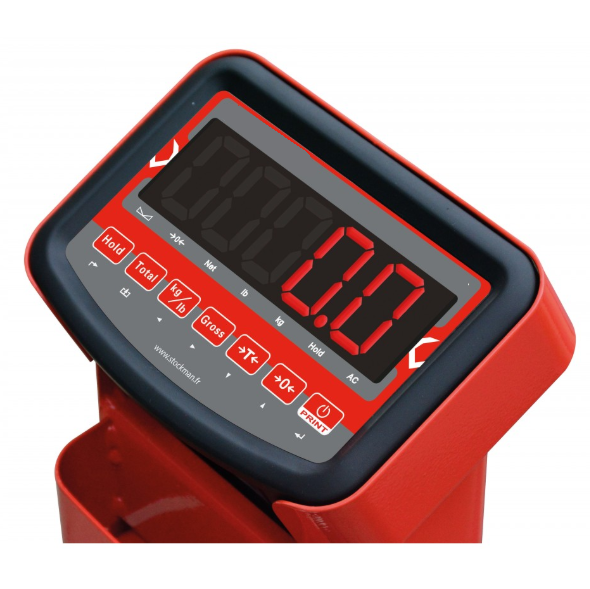 0.0
→0← Net lb kg Hold AC
Hold Total kg/lb Gross →T← →0←
PRINT
www.stockman.fr